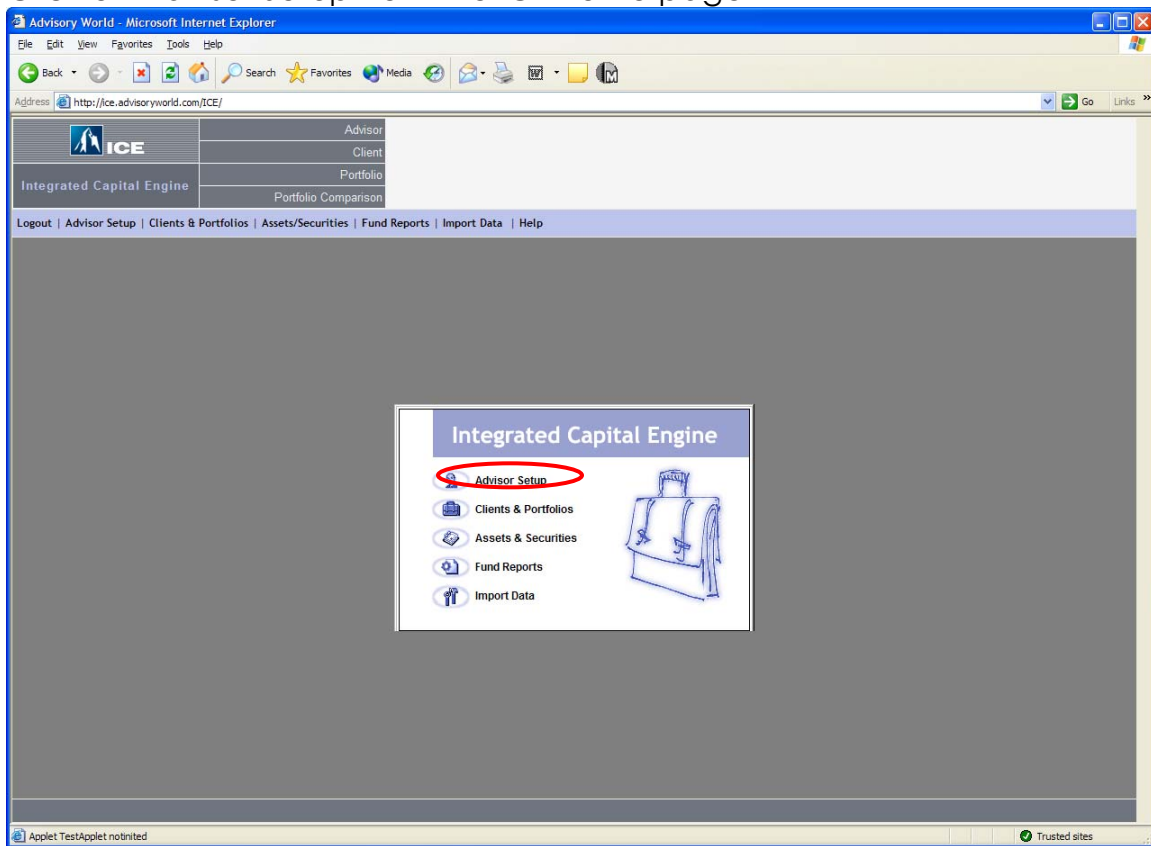 Advisory World - Microsoft Internet Explorer
File Edit View Favorites Tools Help
Back Search Favorites Media
Address http://ice.advisoryworld.com/ICE/ Go Links »
ICE
Integrated Capital Engine
Advisor
Client
Portfolio
Portfolio Comparison
Logout | Advisor Setup | Clients & Portfolios | Assets/Securities | Fund Reports | Import Data | Help
Integrated Capital Engine
Advisor Setup
Clients & Portfolios
Assets & Securities
Fund Reports
Import Data
Applet TestApplet notinited Trusted sites